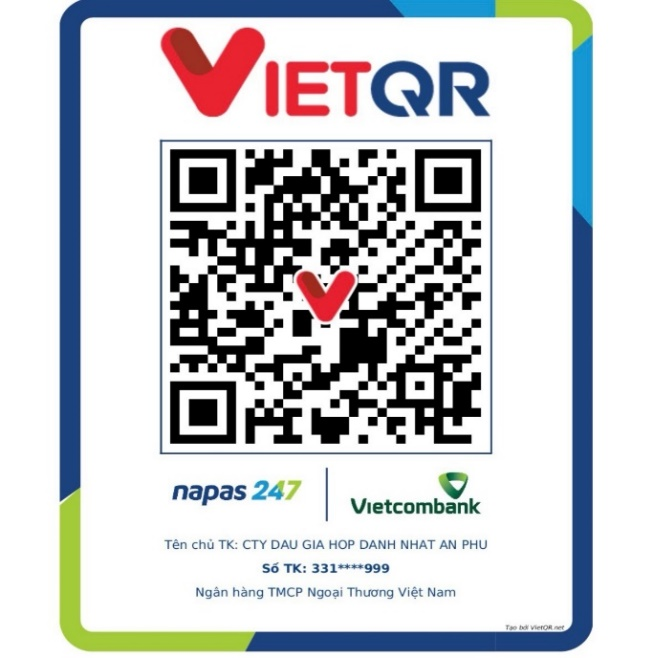 VIETQR
napas 247
Vietcombank
Tên chủ TK: CTY DAU GIA HOP DANH NHAT AN PHU
Số TK: 331****999
Ngân hàng TMCP Ngoại Thương Việt Nam
Tạo bởi VietQR.net